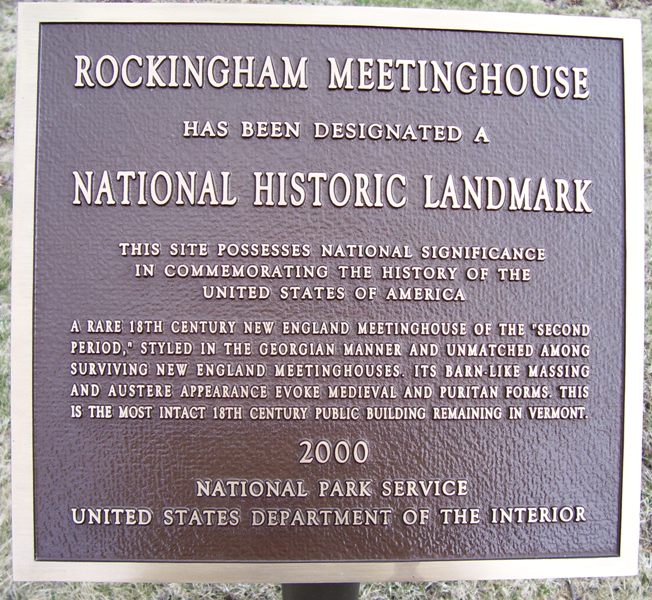 ROCKINGHAM MEETINGHOUSE
HAS BEEN DESIGNATED A
NATIONAL HISTORIC LANDMARK
THIS SITE POSSESSES NATIONAL SIGNIFICANCE
IN COMMEMORATING THE HISTORY OF THE
UNITED STATES OF AMERICA
A RARE 18TH CENTURY NEW ENGLAND MEETINGHOUSE OF THE "SECOND
PERIOD," STYLED IN THE GEORGIAN MANNER AND UNMATCHED AMONG
SURVIVING NEW ENGLAND MEETINGHOUSES. ITS BARN-LIKE MASSING
AND AUSTERE APPEARANCE EVOKE MEDIEVAL AND PURITAN FORMS. THIS
IS THE MOST INTACT 18TH CENTURY PUBLIC BUILDING REMAINING IN VERMONT.
2000
NATIONAL PARK SERVICE
UNITED STATES DEPARTMENT OF THE INTERIOR